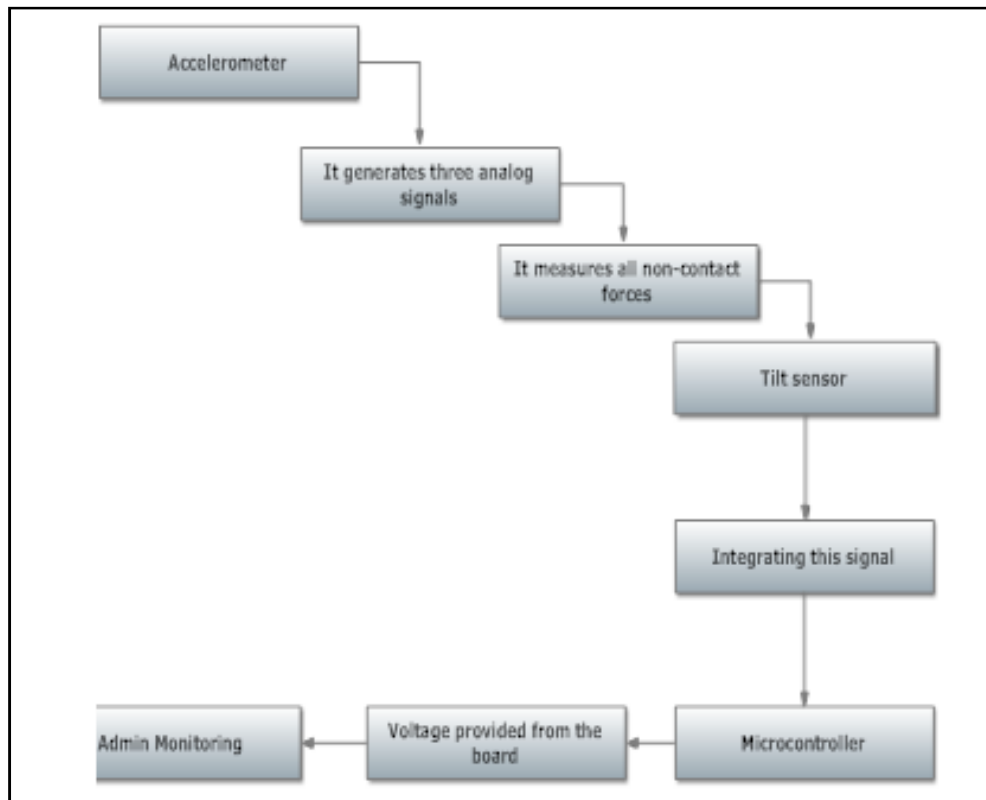 Accelerometer
It generates three analog
signals
It measures all non-contact
forces
Tilt sensor
Integrating this signal
Microcontroller
Voltage provided from the
board
Admin Monitoring